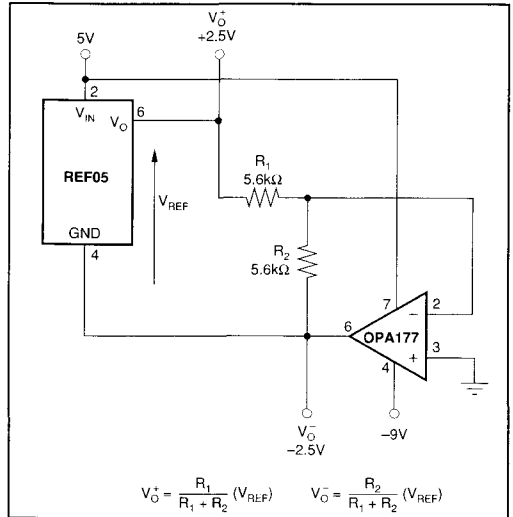 V_O^+
+2.5V
5V
2
V_IN
V_O
6
REF05
V_REF
GND
4
R_1
5.6kΩ
R_2
5.6kΩ
7
2
−
6
OPA177
3
+
4
−9V
V_O^-
−2.5V
V_O^+ = R_1 / (R_1 + R_2) (V_REF) V_O^- = R_2 / (R_1 + R_2) (V_REF)